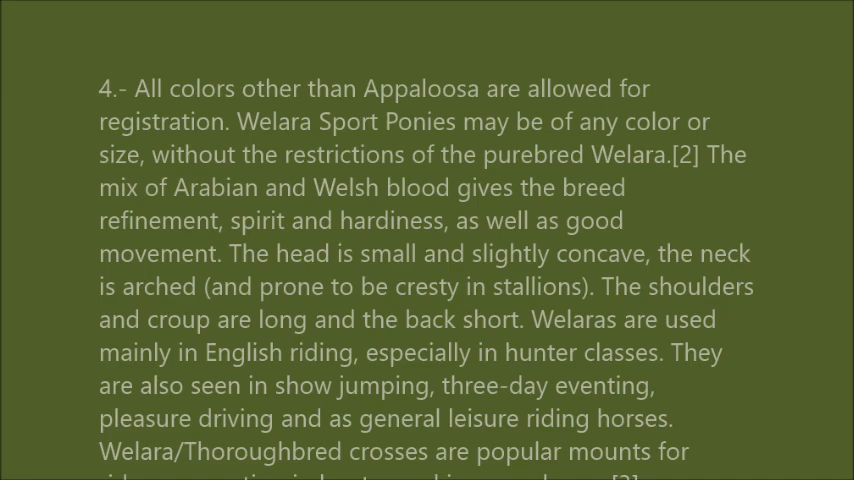 4.- All colors other than Appaloosa are allowed for
registration. Welara Sport Ponies may be of any color or
size, without the restrictions of the purebred Welara.[2] The
mix of Arabian and Welsh blood gives the breed
refinement, spirit and hardiness, as well as good
movement. The head is small and slightly concave, the neck
is arched (and prone to be cresty in stallions). The shoulders
and croup are long and the back short. Welaras are used
mainly in English riding, especially in hunter classes. They
are also seen in show jumping, three-day eventing,
pleasure driving and as general leisure riding horses.
Welara/Thoroughbred crosses are popular mounts for